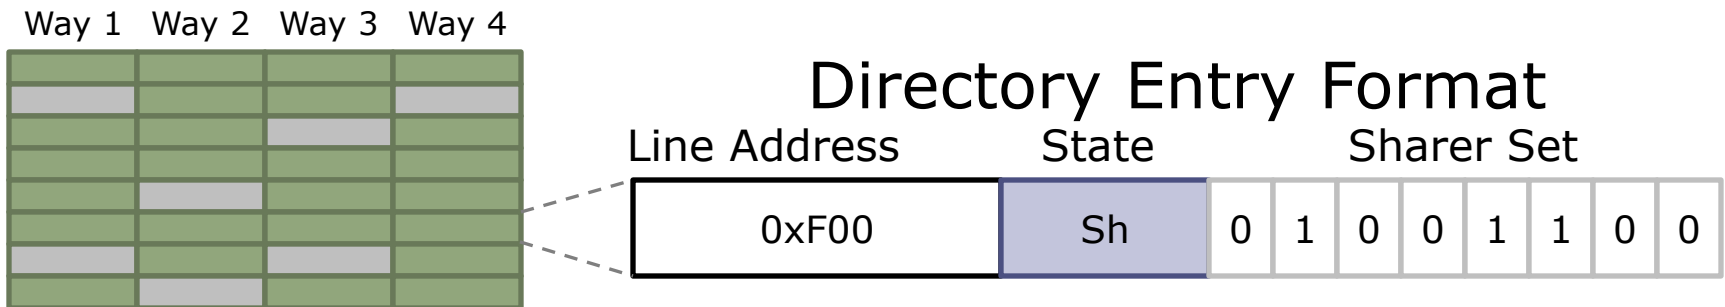 Way 1 Way 2 Way 3 Way 4
Directory Entry Format
Line Address State Sharer Set
0xF00 Sh 0 1 0 0 1 1 0 0